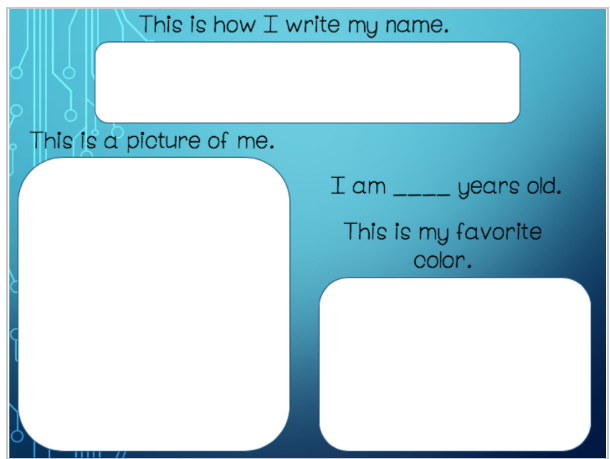 This is how I write my name.
This is a picture of me.
I am ____ years old.
This is my favorite
color.